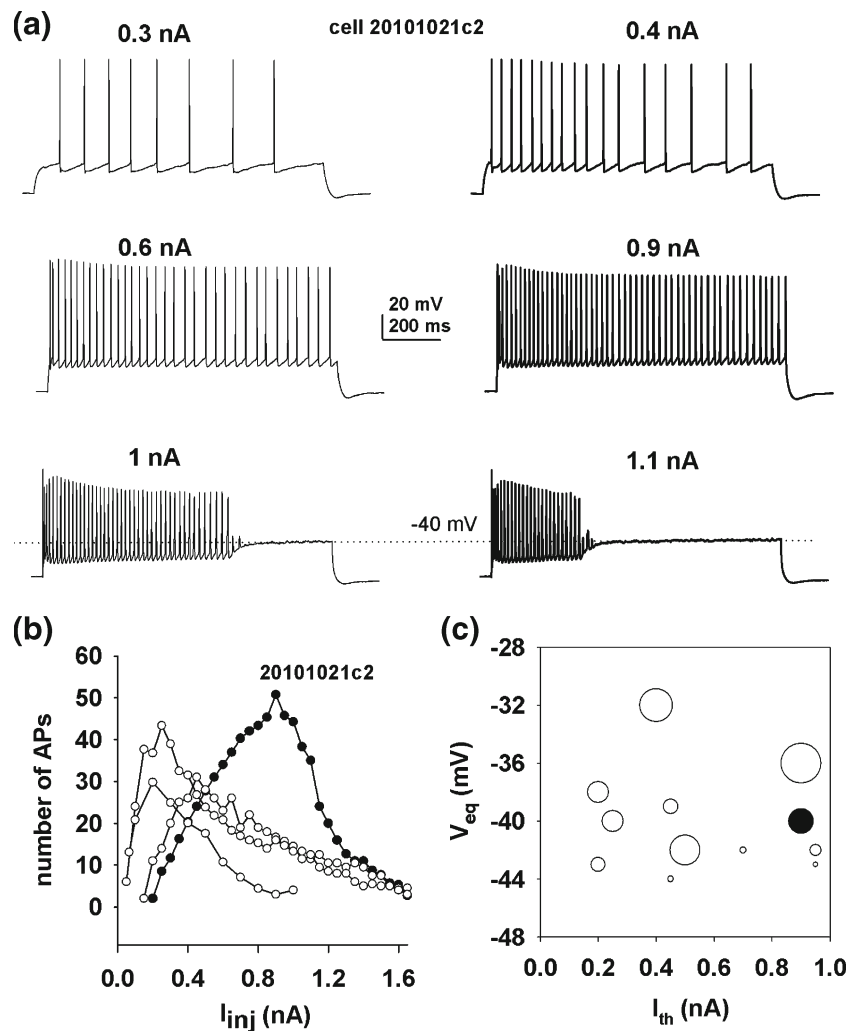 (a)
0.3 nA
cell 20101021c2
0.4 nA
0.6 nA
0.9 nA
20 mV
200 ms
1 nA
1.1 nA
-40 mV
(b)
20101021c2
60
50
40
30
20
10
0
number of APs
0.0 0.4 0.8 1.2 1.6
Iinj (nA)
(c)
-28
-32
-36
-40
-44
-48
Veq (mV)
0.0 0.2 0.4 0.6 0.8 1.0
Ith (nA)